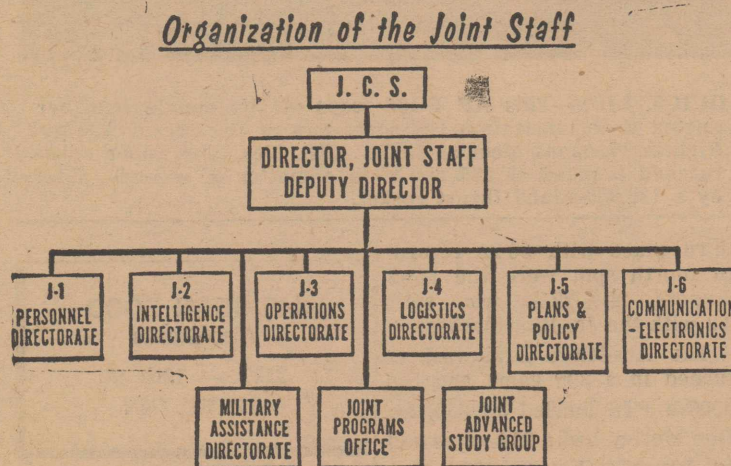 Organization of the Joint Staff
J. C. S.
DIRECTOR, JOINT STAFF
DEPUTY DIRECTOR
J-1
PERSONNEL
DIRECTORATE
J-2
INTELLIGENCE
DIRECTORATE
J-3
OPERATIONS
DIRECTORATE
J-4
LOGISTICS
DIRECTORATE
J-5
PLANS &
POLICY
DIRECTORATE
J-6
COMMUNICATION
-ELECTRONICS
DIRECTORATE
MILITARY
ASSISTANCE
DIRECTORATE
JOINT
PROGRAMS
OFFICE
JOINT
ADVANCED
STUDY GROUP